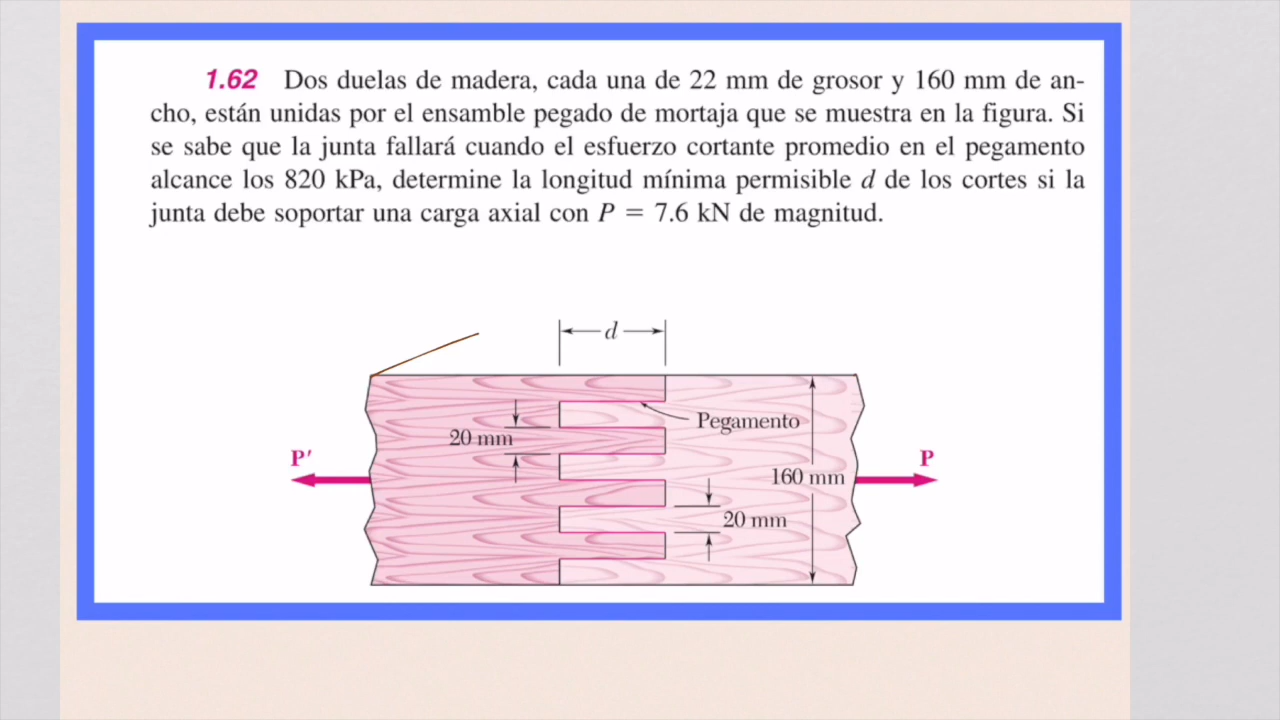 1.62 Dos duelas de madera, cada una de 22 mm de grosor y 160 mm de an-
cho, están unidas por el ensamble pegado de mortaja que se muestra en la figura. Si
se sabe que la junta fallará cuando el esfuerzo cortante promedio en el pegamento
alcance los 820 kPa, determine la longitud mínima permisible d de los cortes si la
junta debe soportar una carga axial con P = 7.6 kN de magnitud.
d
Pegamento
20 mm
P′
P
160 mm
20 mm